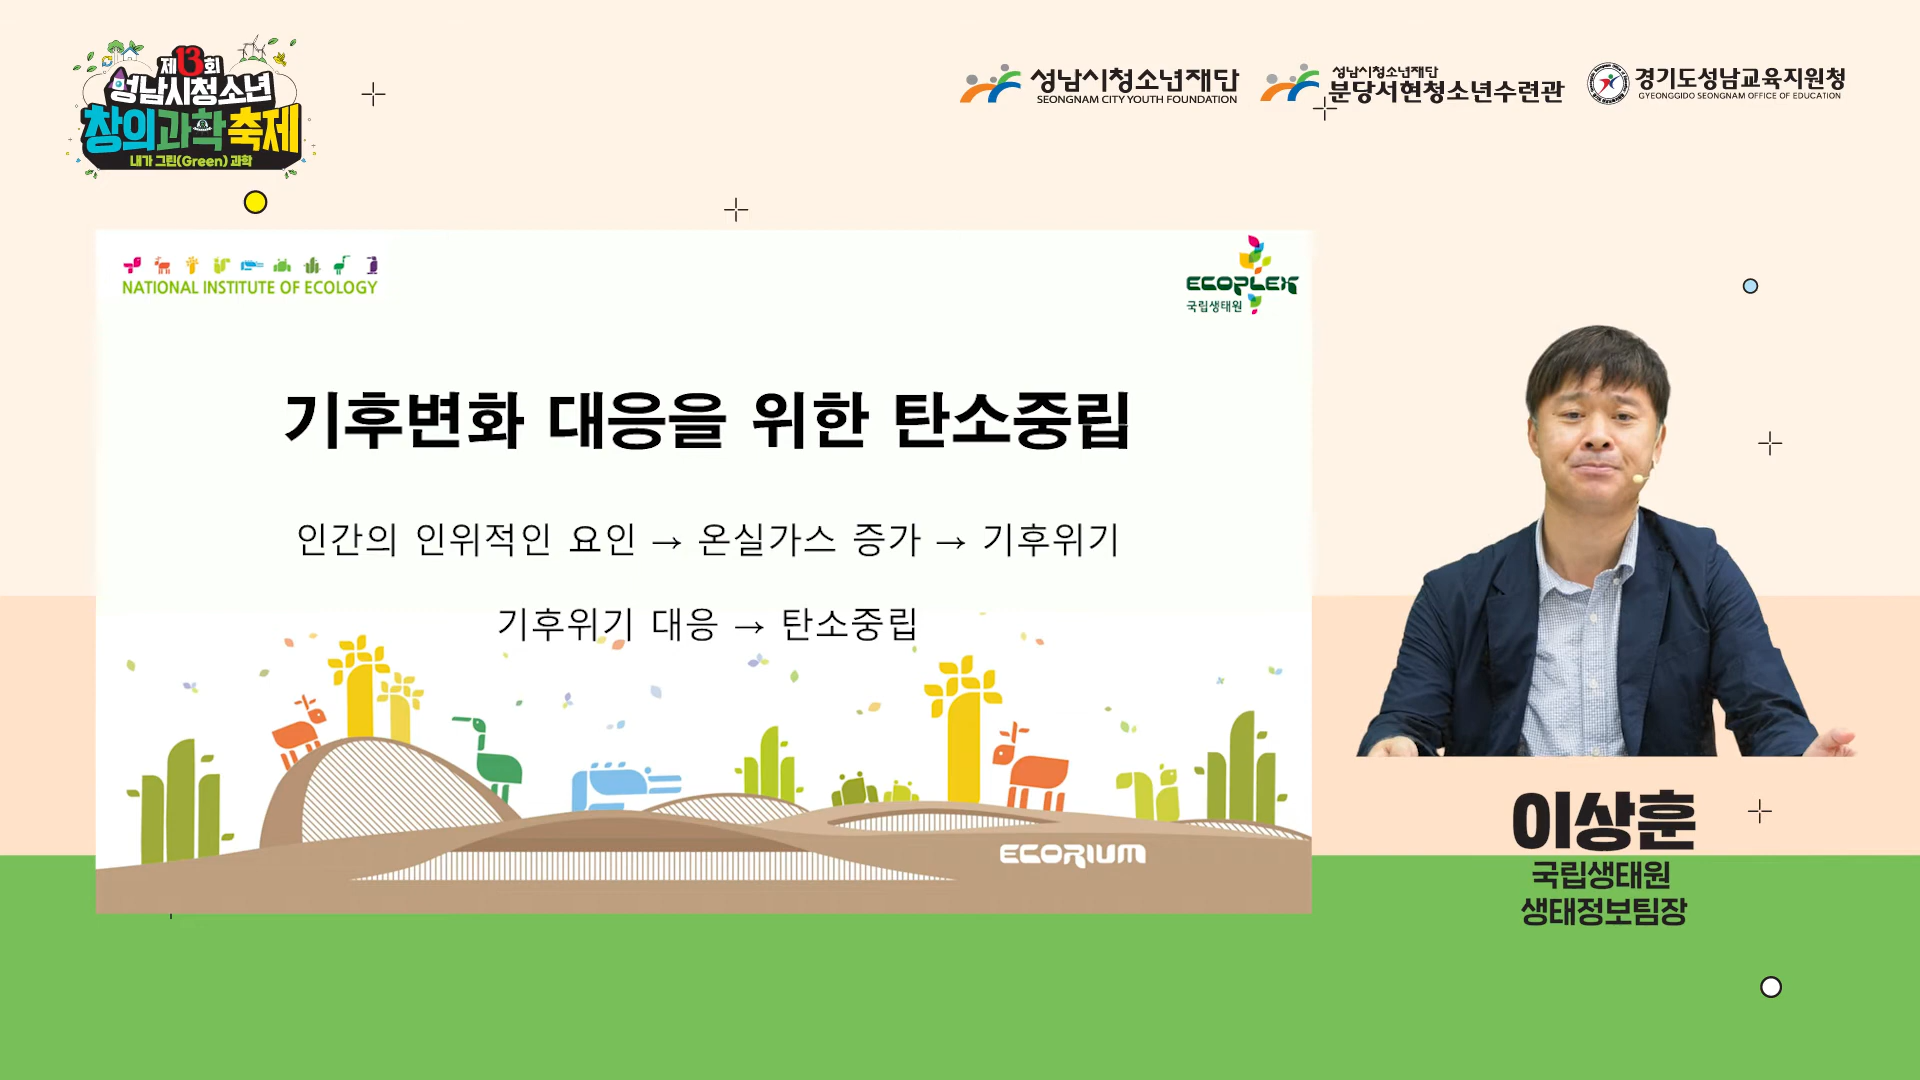 제13회
성남시청소년
창의과학축제
내가 그린(Green) 과학
성남시청소년재단
SEONGNAM CITY YOUTH FOUNDATION
성남시청소년재단
분당서현청소년수련관
경기도성남교육지원청
GYEONGGIDO SEONGNAM OFFICE OF EDUCATION
NATIONAL INSTITUTE OF ECOLOGY
ECOPLEX
국립생태원
기후변화 대응을 위한 탄소중립
인간의 인위적인 요인 → 온실가스 증가 → 기후위기
기후위기 대응 → 탄소중립
ECORIUM
이상훈
국립생태원
생태정보팀장